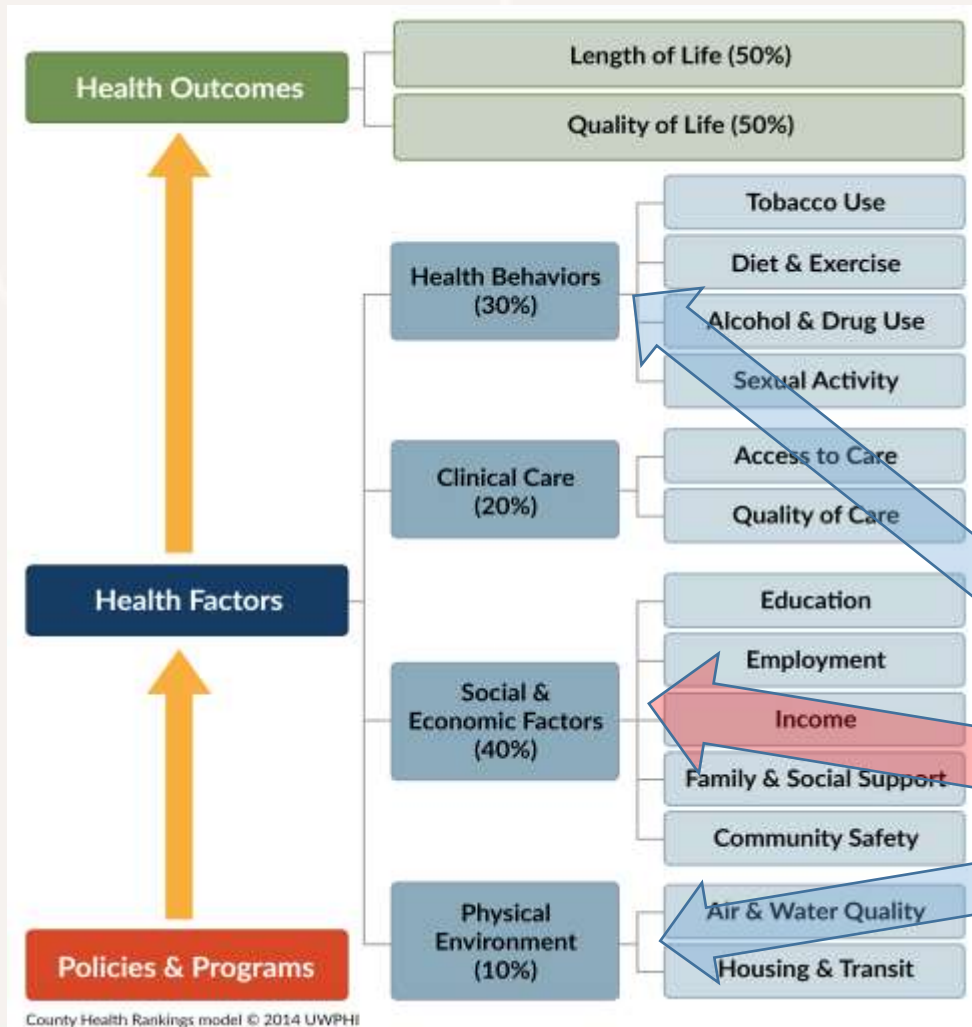 Health Outcomes
Length of Life (50%)
Quality of Life (50%)
Health Behaviors
(30%)
Tobacco Use
Diet & Exercise
Alcohol & Drug Use
Sexual Activity
Clinical Care
(20%)
Access to Care
Quality of Care
Health Factors
Social &
Economic Factors
(40%)
Education
Employment
Income
Family & Social Support
Community Safety
Physical
Environment
(10%)
Air & Water Quality
Housing & Transit
Policies & Programs
County Health Rankings model © 2014 UWPHI